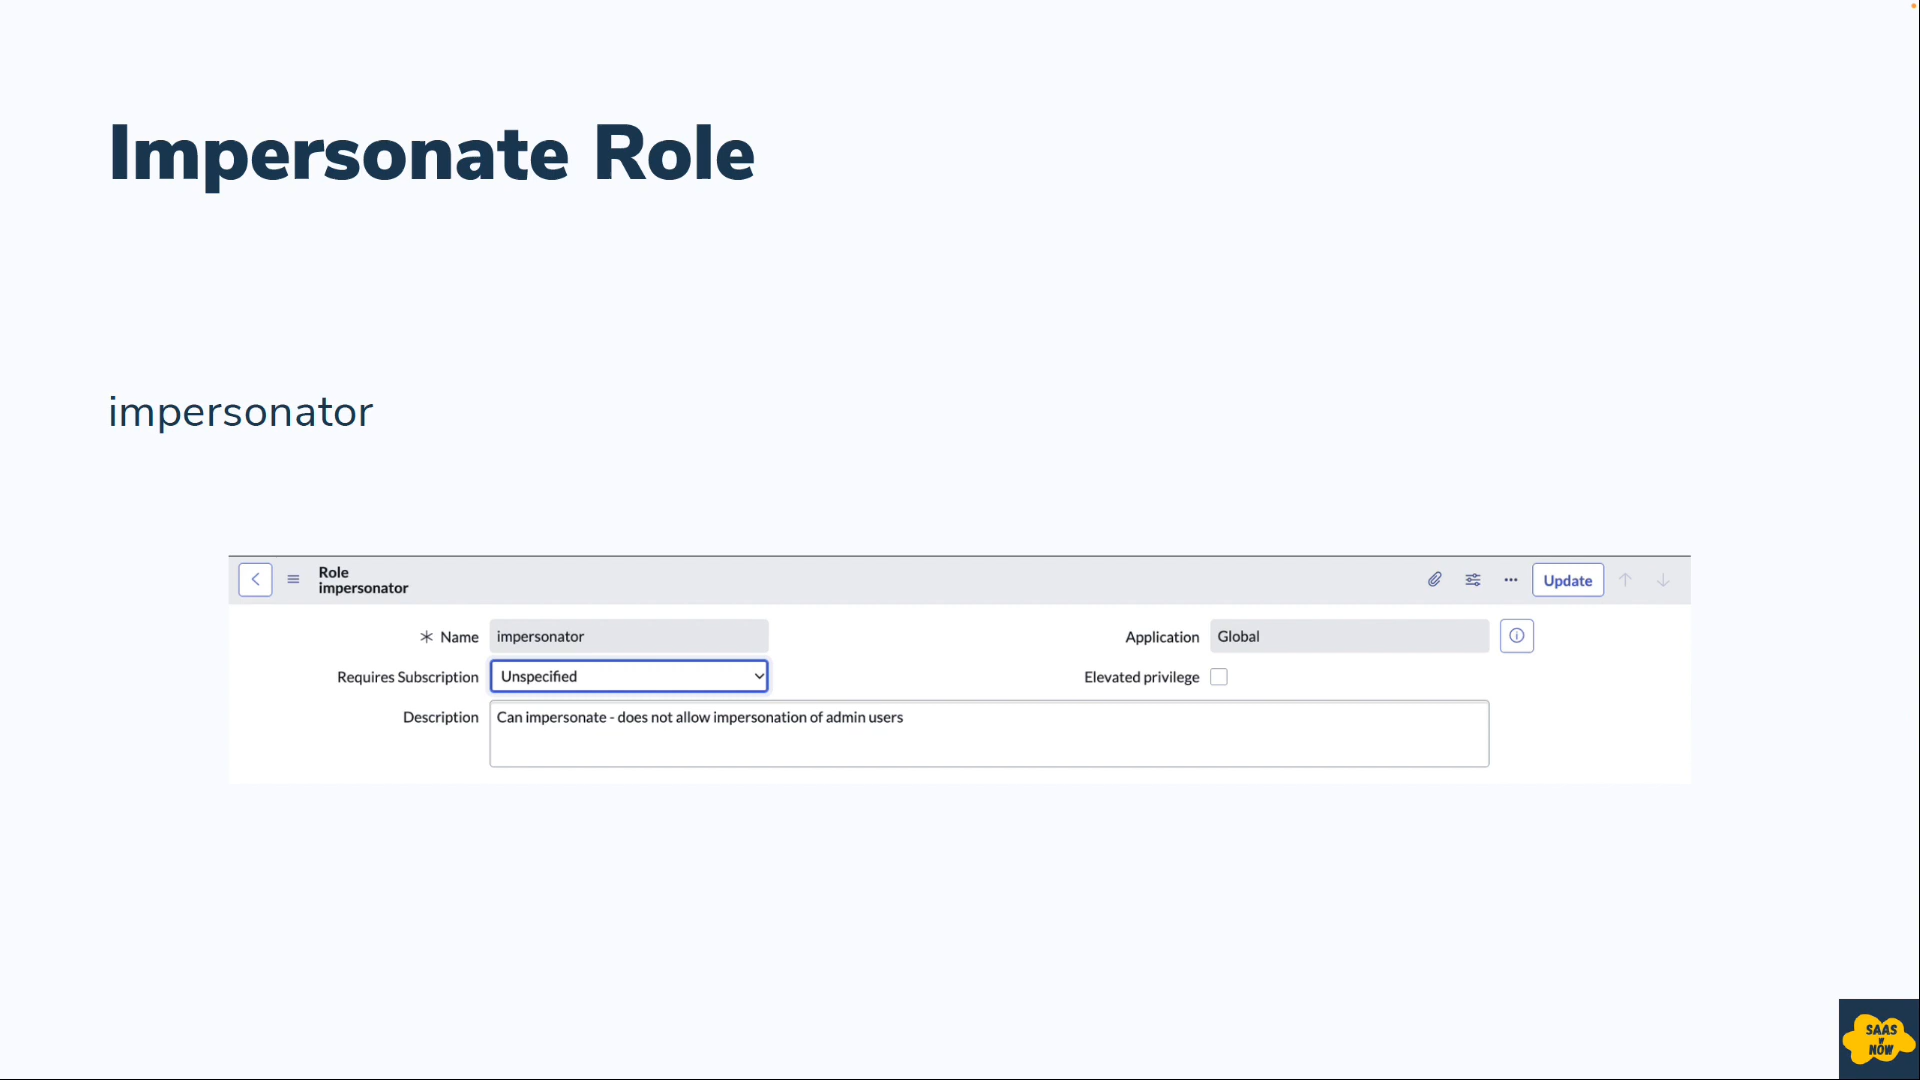 Impersonate Role
impersonator
Role
impersonator
Update
Name impersonator
Application Global
Requires Subscription Unspecified
Elevated privilege
Description Can impersonate - does not allow impersonation of admin users
SAAS
NOW